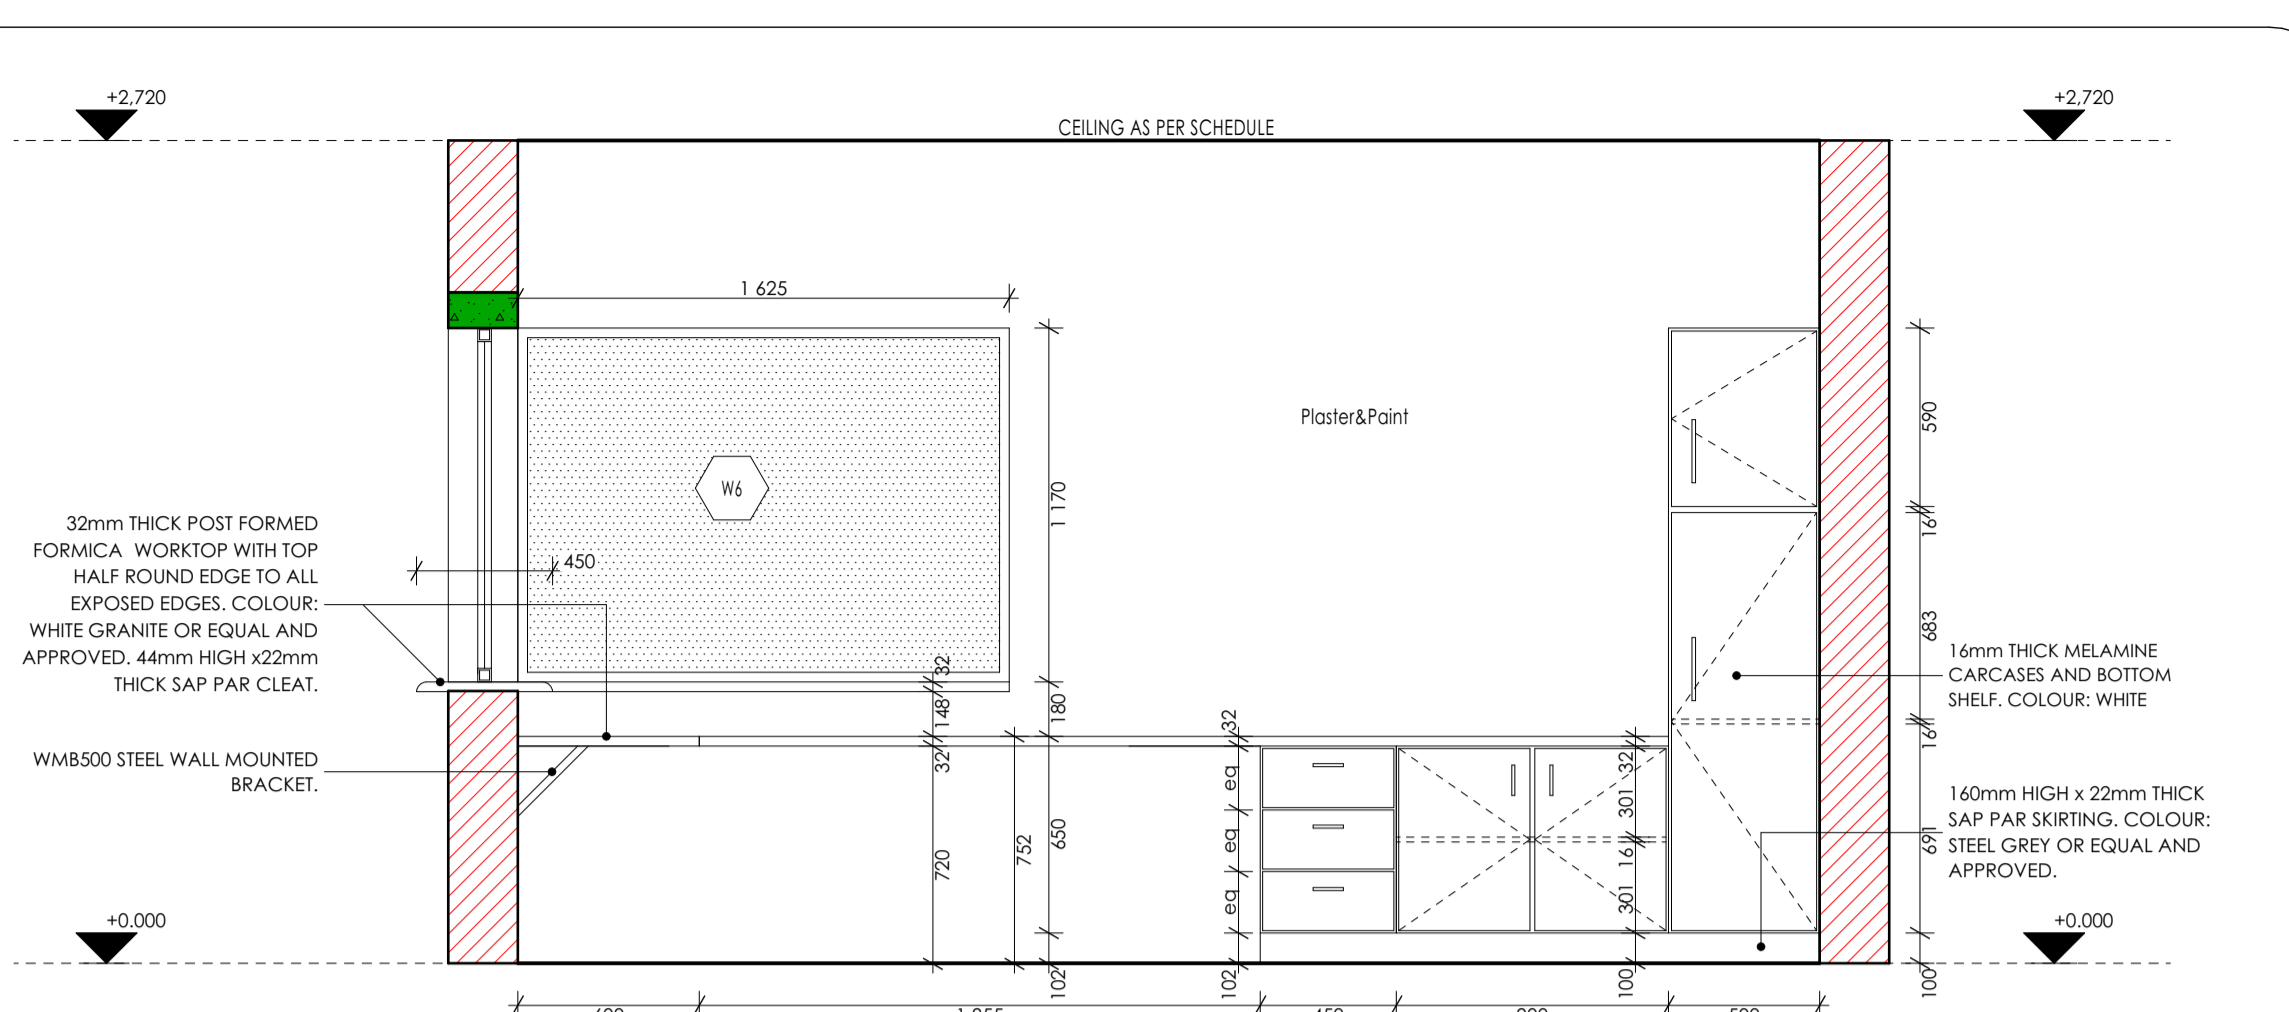 +2,720
+2,720
CEILING AS PER SCHEDULE
1 625
Plaster&Paint
590
W6
1 170
16
32mm THICK POST FORMED
FORMICA WORKTOP WITH TOP
HALF ROUND EDGE TO ALL
EXPOSED EDGES. COLOUR:
WHITE GRANITE OR EQUAL AND
APPROVED. 44mm HIGH x22mm
THICK SAP PAR CLEAT.
450
683
16mm THICK MELAMINE
CARCASES AND BOTTOM
SHELF. COLOUR: WHITE
32
148
180
32
16
WMB500 STEEL WALL MOUNTED
BRACKET.
32
32
eq
eq
eq
301
16
301
720
752
650
160mm HIGH x 22mm THICK
SAP PAR SKIRTING. COLOUR:
STEEL GREY OR EQUAL AND
APPROVED.
691
+0.000
+0.000
102
102
100
100